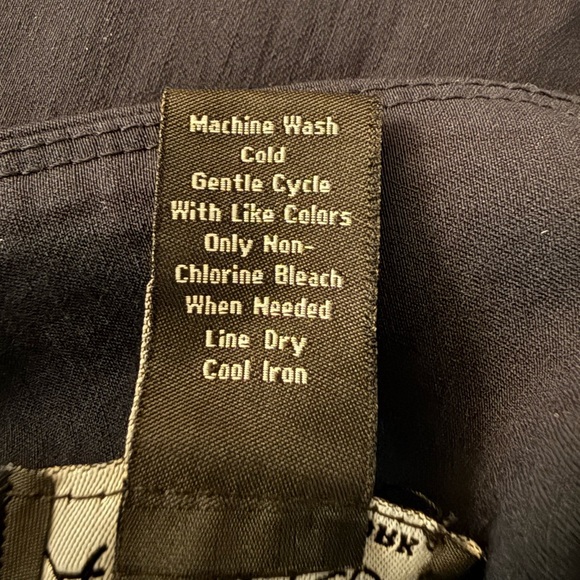 Machine Wash
Cold
Gentle Cycle
With Like Colors
Only Non-
Chlorine Bleach
When Needed
Line Dry
Cool Iron